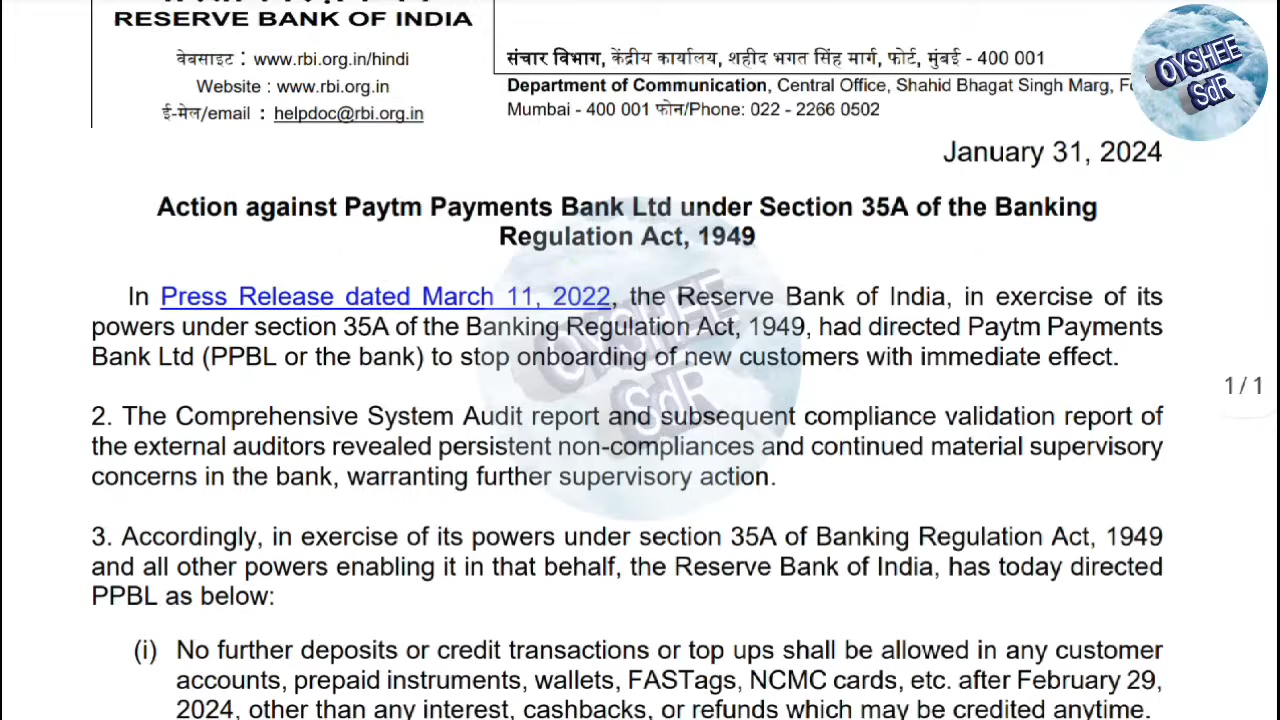 RESERVE BANK OF INDIA
वेबसाइट : www.rbi.org.in/hindi
Website : www.rbi.org.in
ई-मेल/email : helpdoc@rbi.org.in
संचार विभाग, केंद्रीय कार्यालय, शहीद भगत सिंह मार्ग, फोर्ट, मुंबई - 400 001
Department of Communication, Central Office, Shahid Bhagat Singh Marg,
Mumbai - 400 001 फोन/Phone: 022 - 2266 0502
OYSHEE
SdR
January 31, 2024
Action against Paytm Payments Bank Ltd under Section 35A of the Banking
Regulation Act, 1949
In Press Release dated March 11, 2022, the Reserve Bank of India, in exercise of its
powers under section 35A of the Banking Regulation Act, 1949, had directed Paytm Payments
Bank Ltd (PPBL or the bank) to stop onboarding of new customers with immediate effect.
OYSHEE
SdR
1 / 1
2. The Comprehensive System Audit report and subsequent compliance validation report of
the external auditors revealed persistent non-compliances and continued material supervisory
concerns in the bank, warranting further supervisory action.
3. Accordingly, in exercise of its powers under section 35A of Banking Regulation Act, 1949
and all other powers enabling it in that behalf, the Reserve Bank of India, has today directed
PPBL as below:
(i) No further deposits or credit transactions or top ups shall be allowed in any customer
accounts, prepaid instruments, wallets, FASTags, NCMC cards, etc. after February 29,
2024, other than any interest, cashbacks, or refunds which may be credited anytime.